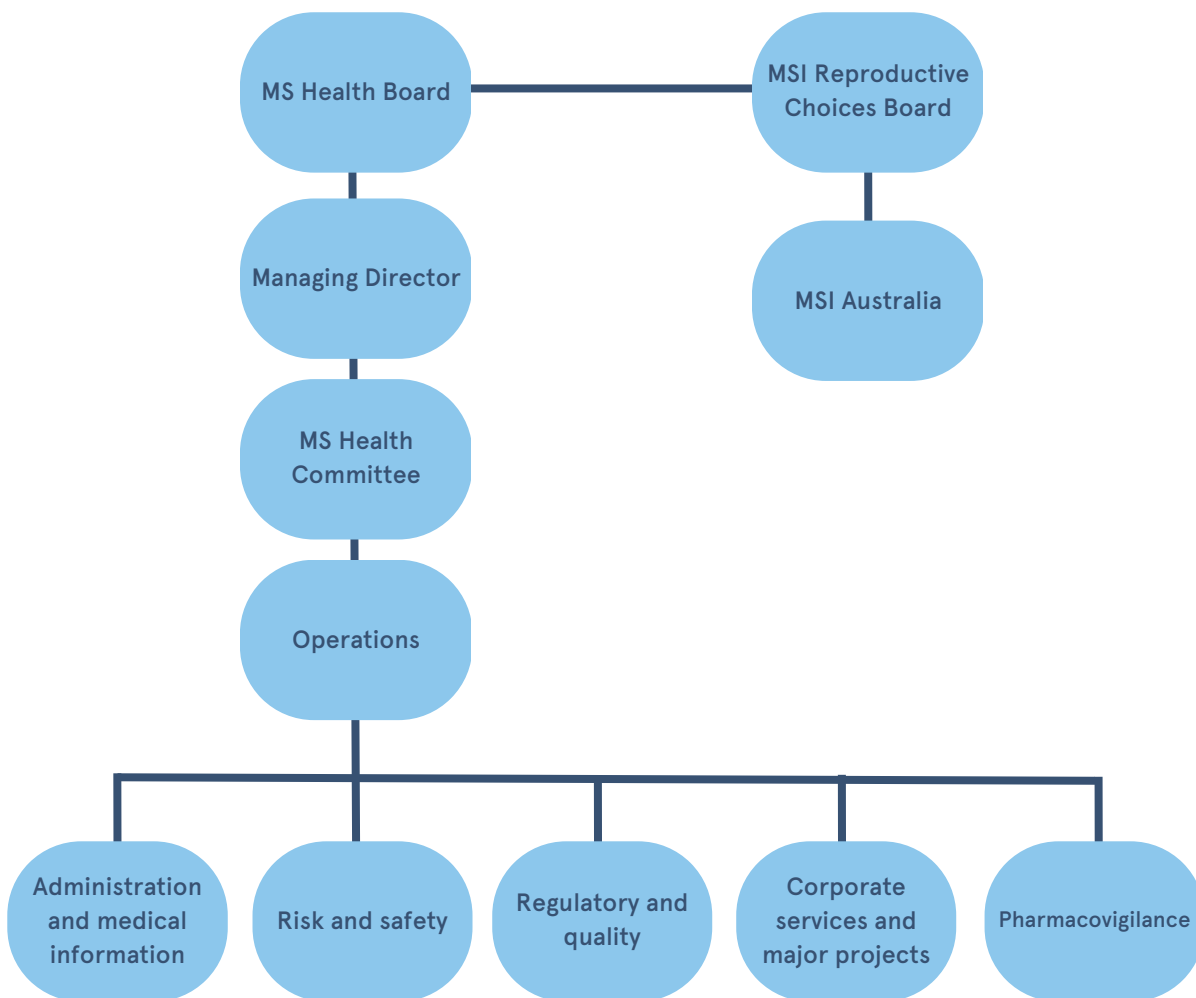 MS Health Board
MSI Reproductive
Choices Board
Managing Director
MSI Australia
MS Health
Committee
Operations
Administration
and medical
information
Risk and safety
Regulatory and
quality
Corporate
services and
major projects
Pharmacovigilance